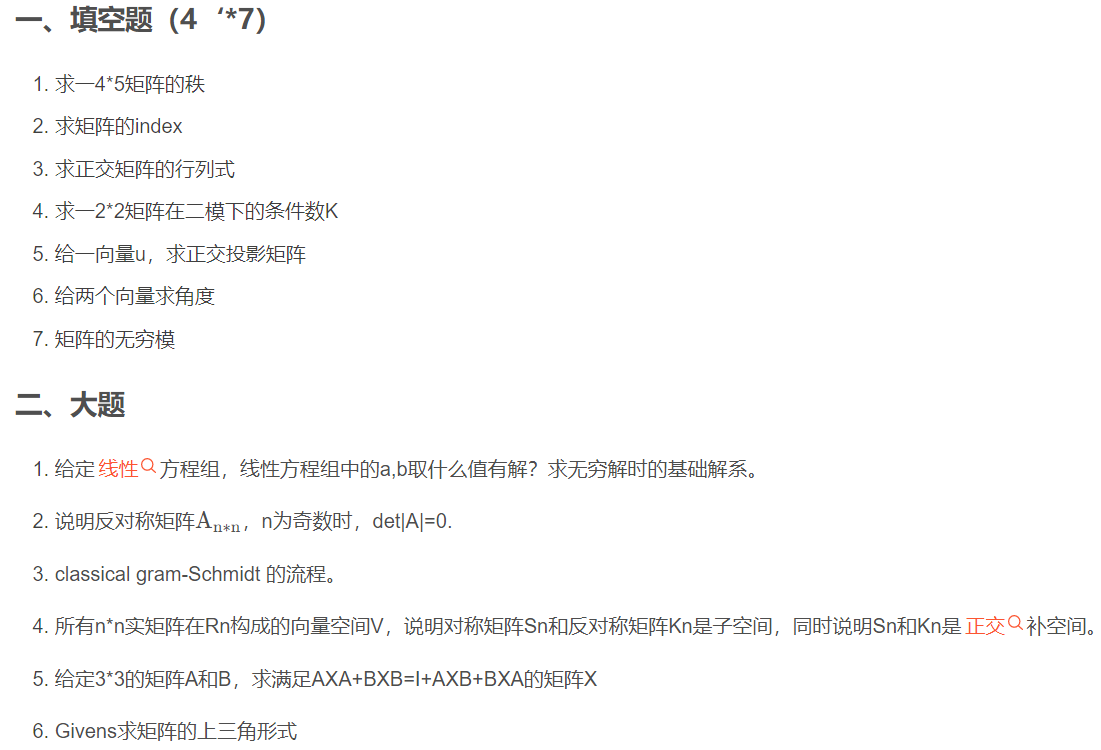 一、填空题（4‘*7）
1. 求一4*5矩阵的秩
2. 求矩阵的index
3. 求正交矩阵的行列式
4. 求一2*2矩阵在二模下的条件数K
5. 给一向量u，求正交投影矩阵
6. 给两个向量求角度
7. 矩阵的无穷模
二、大题
1. 给定线性方程组，线性方程组中的a,b取什么值有解？求无穷解时的基础解系。
2. 说明反对称矩阵A_{n*n}，n为奇数时，det|A|=0.
3. classical gram-Schmidt 的流程。
4. 所有n*n实矩阵在Rn构成的向量空间V，说明对称矩阵Sn和反对称矩阵Kn是子空间，同时说明Sn和Kn是正交补空间。
5. 给定3*3的矩阵A和B，求满足AXA+BXB=I+AXB+BXA的矩阵X
6. Givens求矩阵的上三角形式